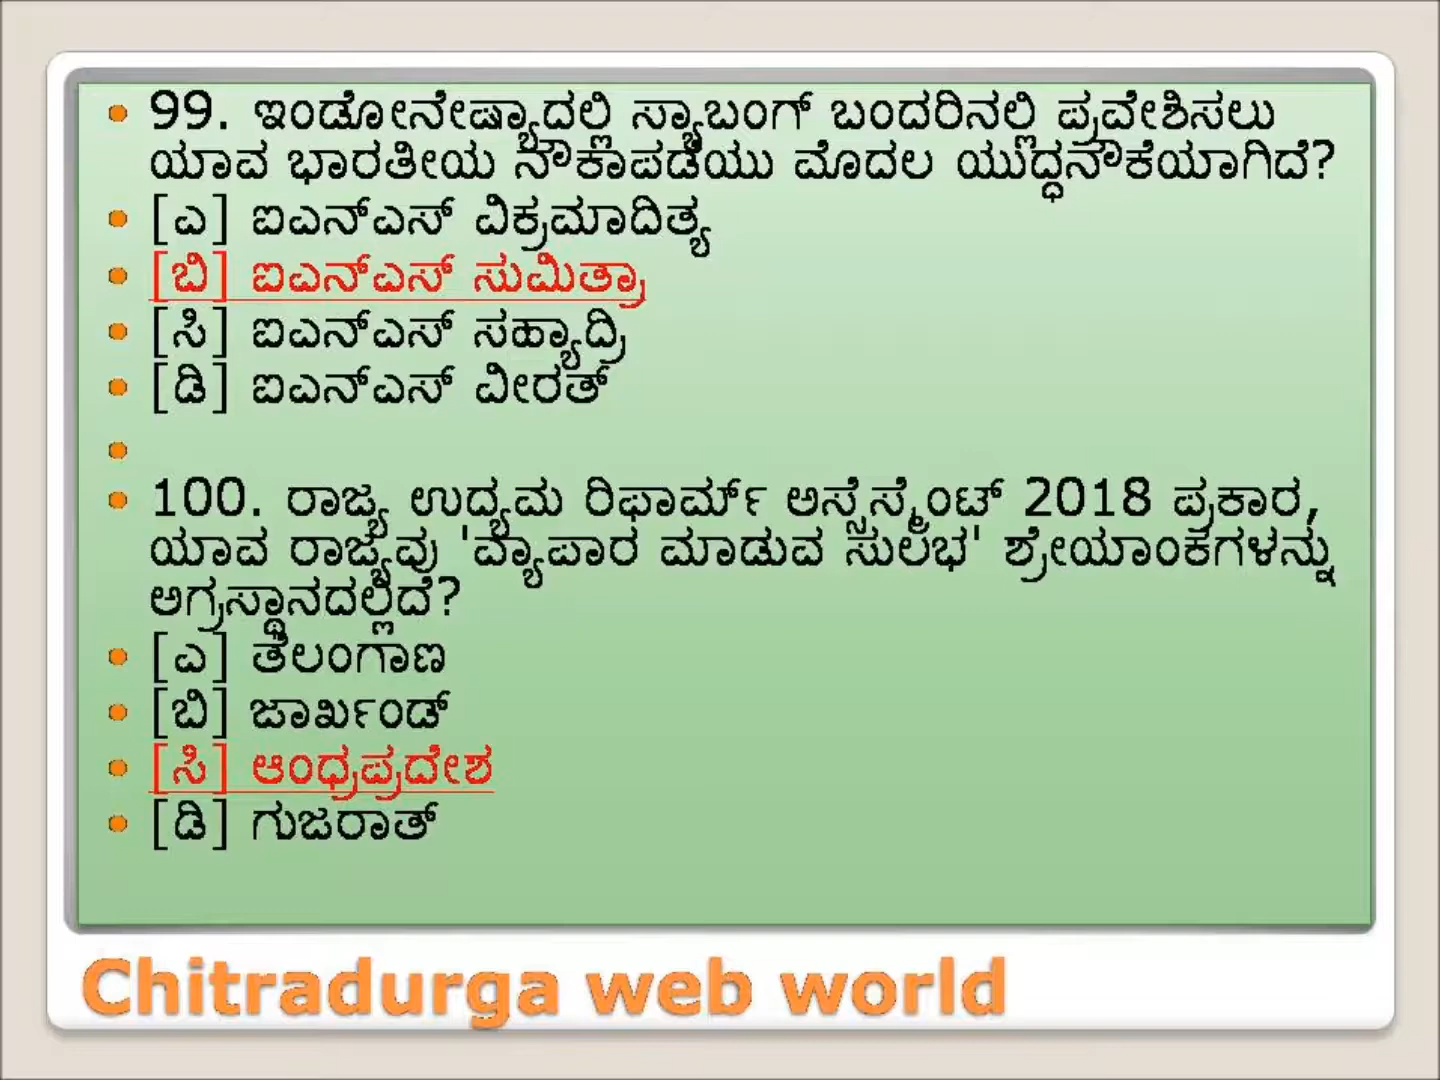 99. ಇಂಡೋನೇಷ್ಯಾದಲ್ಲಿ ಸ್ಯಾಬಂಗ್ ಬಂದರಿನಲ್ಲಿ ಪ್ರವೇಶಿಸಲು
ಯಾವ ಭಾರತೀಯ ನೌಕಾಪಡೆಯು ಮೊದಲ ಯುದ್ಧನೌಕೆಯಾಗಿದೆ?
[ಎ] ಐಎನ್ಎಸ್ ವಿಕ್ರಮಾದಿತ್ಯ
[ಬಿ] ಐಎನ್ಎಸ್ ಸುಮಿತ್ರಾ
[ಸಿ] ಐಎನ್ಎಸ್ ಸಹ್ಯಾದ್ರಿ
[ಡಿ] ಐಎನ್ಎಸ್ ವೀರತ್
100. ರಾಜ್ಯ ಉದ್ಯಮ ರಿಫಾರ್ಮ್ ಅಸ್ಸೆಸ್ಮೆಂಟ್ 2018 ಪ್ರಕಾರ,
ಯಾವ ರಾಜ್ಯವು 'ವ್ಯಾಪಾರ ಮಾಡುವ ಸುಲಭ' ಶ್ರೇಯಾಂಕಗಳನ್ನು
ಅಗ್ರಸ್ಥಾನದಲ್ಲಿದೆ?
[ಎ] ತೆಲಂಗಾಣ
[ಬಿ] ಜಾರ್ಖಂಡ್
[ಸಿ] ಆಂಧ್ರಪ್ರದೇಶ
[ಡಿ] ಗುಜರಾತ್
Chitradurga web world